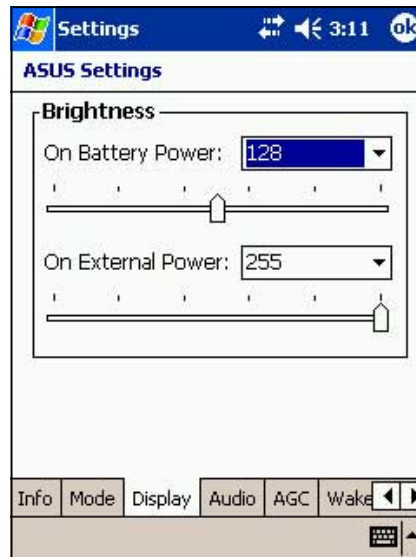 Settings 3:11 ok
ASUS Settings
Brightness
On Battery Power: 128
On External Power: 255
Info Mode Display Audio AGC Wake